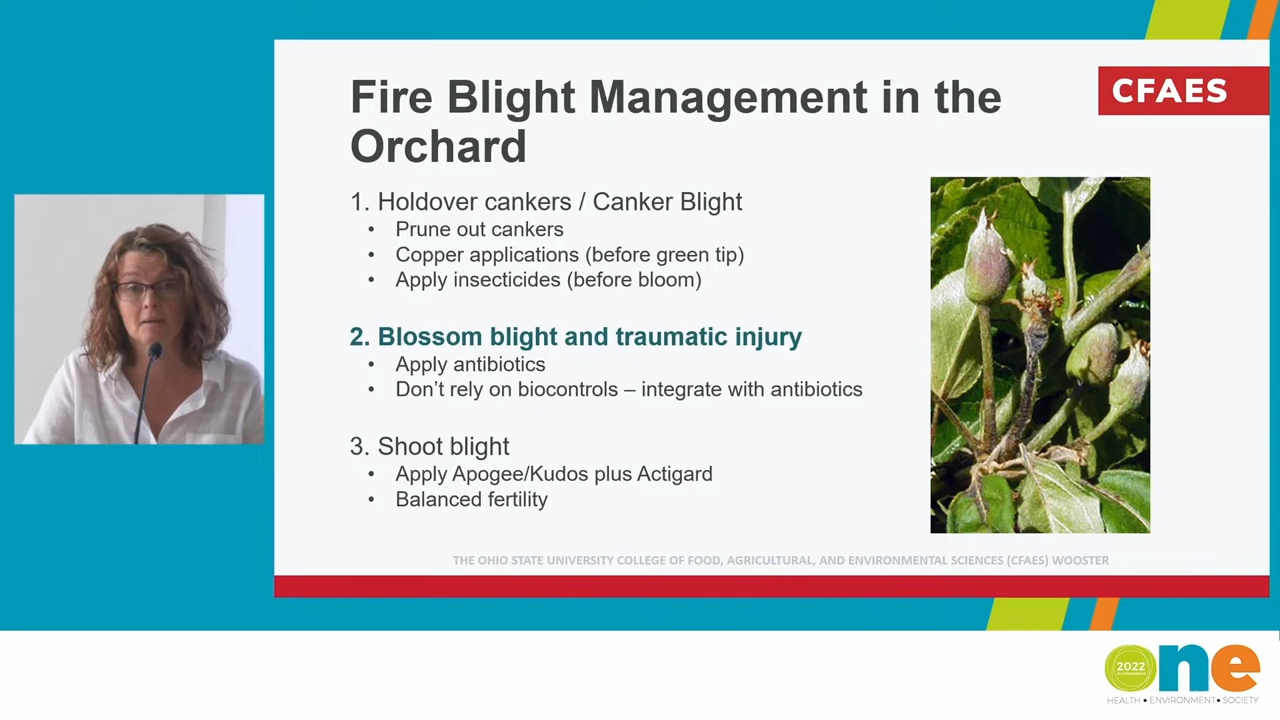 Fire Blight Management in the
Orchard
CFAES
1. Holdover cankers / Canker Blight
• Prune out cankers
• Copper applications (before green tip)
• Apply insecticides (before bloom)
2. Blossom blight and traumatic injury
• Apply antibiotics
• Don't rely on biocontrols – integrate with antibiotics
3. Shoot blight
• Apply Apogee/Kudos plus Actigard
• Balanced fertility
THE OHIO STATE UNIVERSITY COLLEGE OF FOOD, AGRICULTURAL, AND ENVIRONMENTAL SCIENCES (CFAES) WOOSTER
2022
One
HEALTH • ENVIRONMENT • SOCIETY